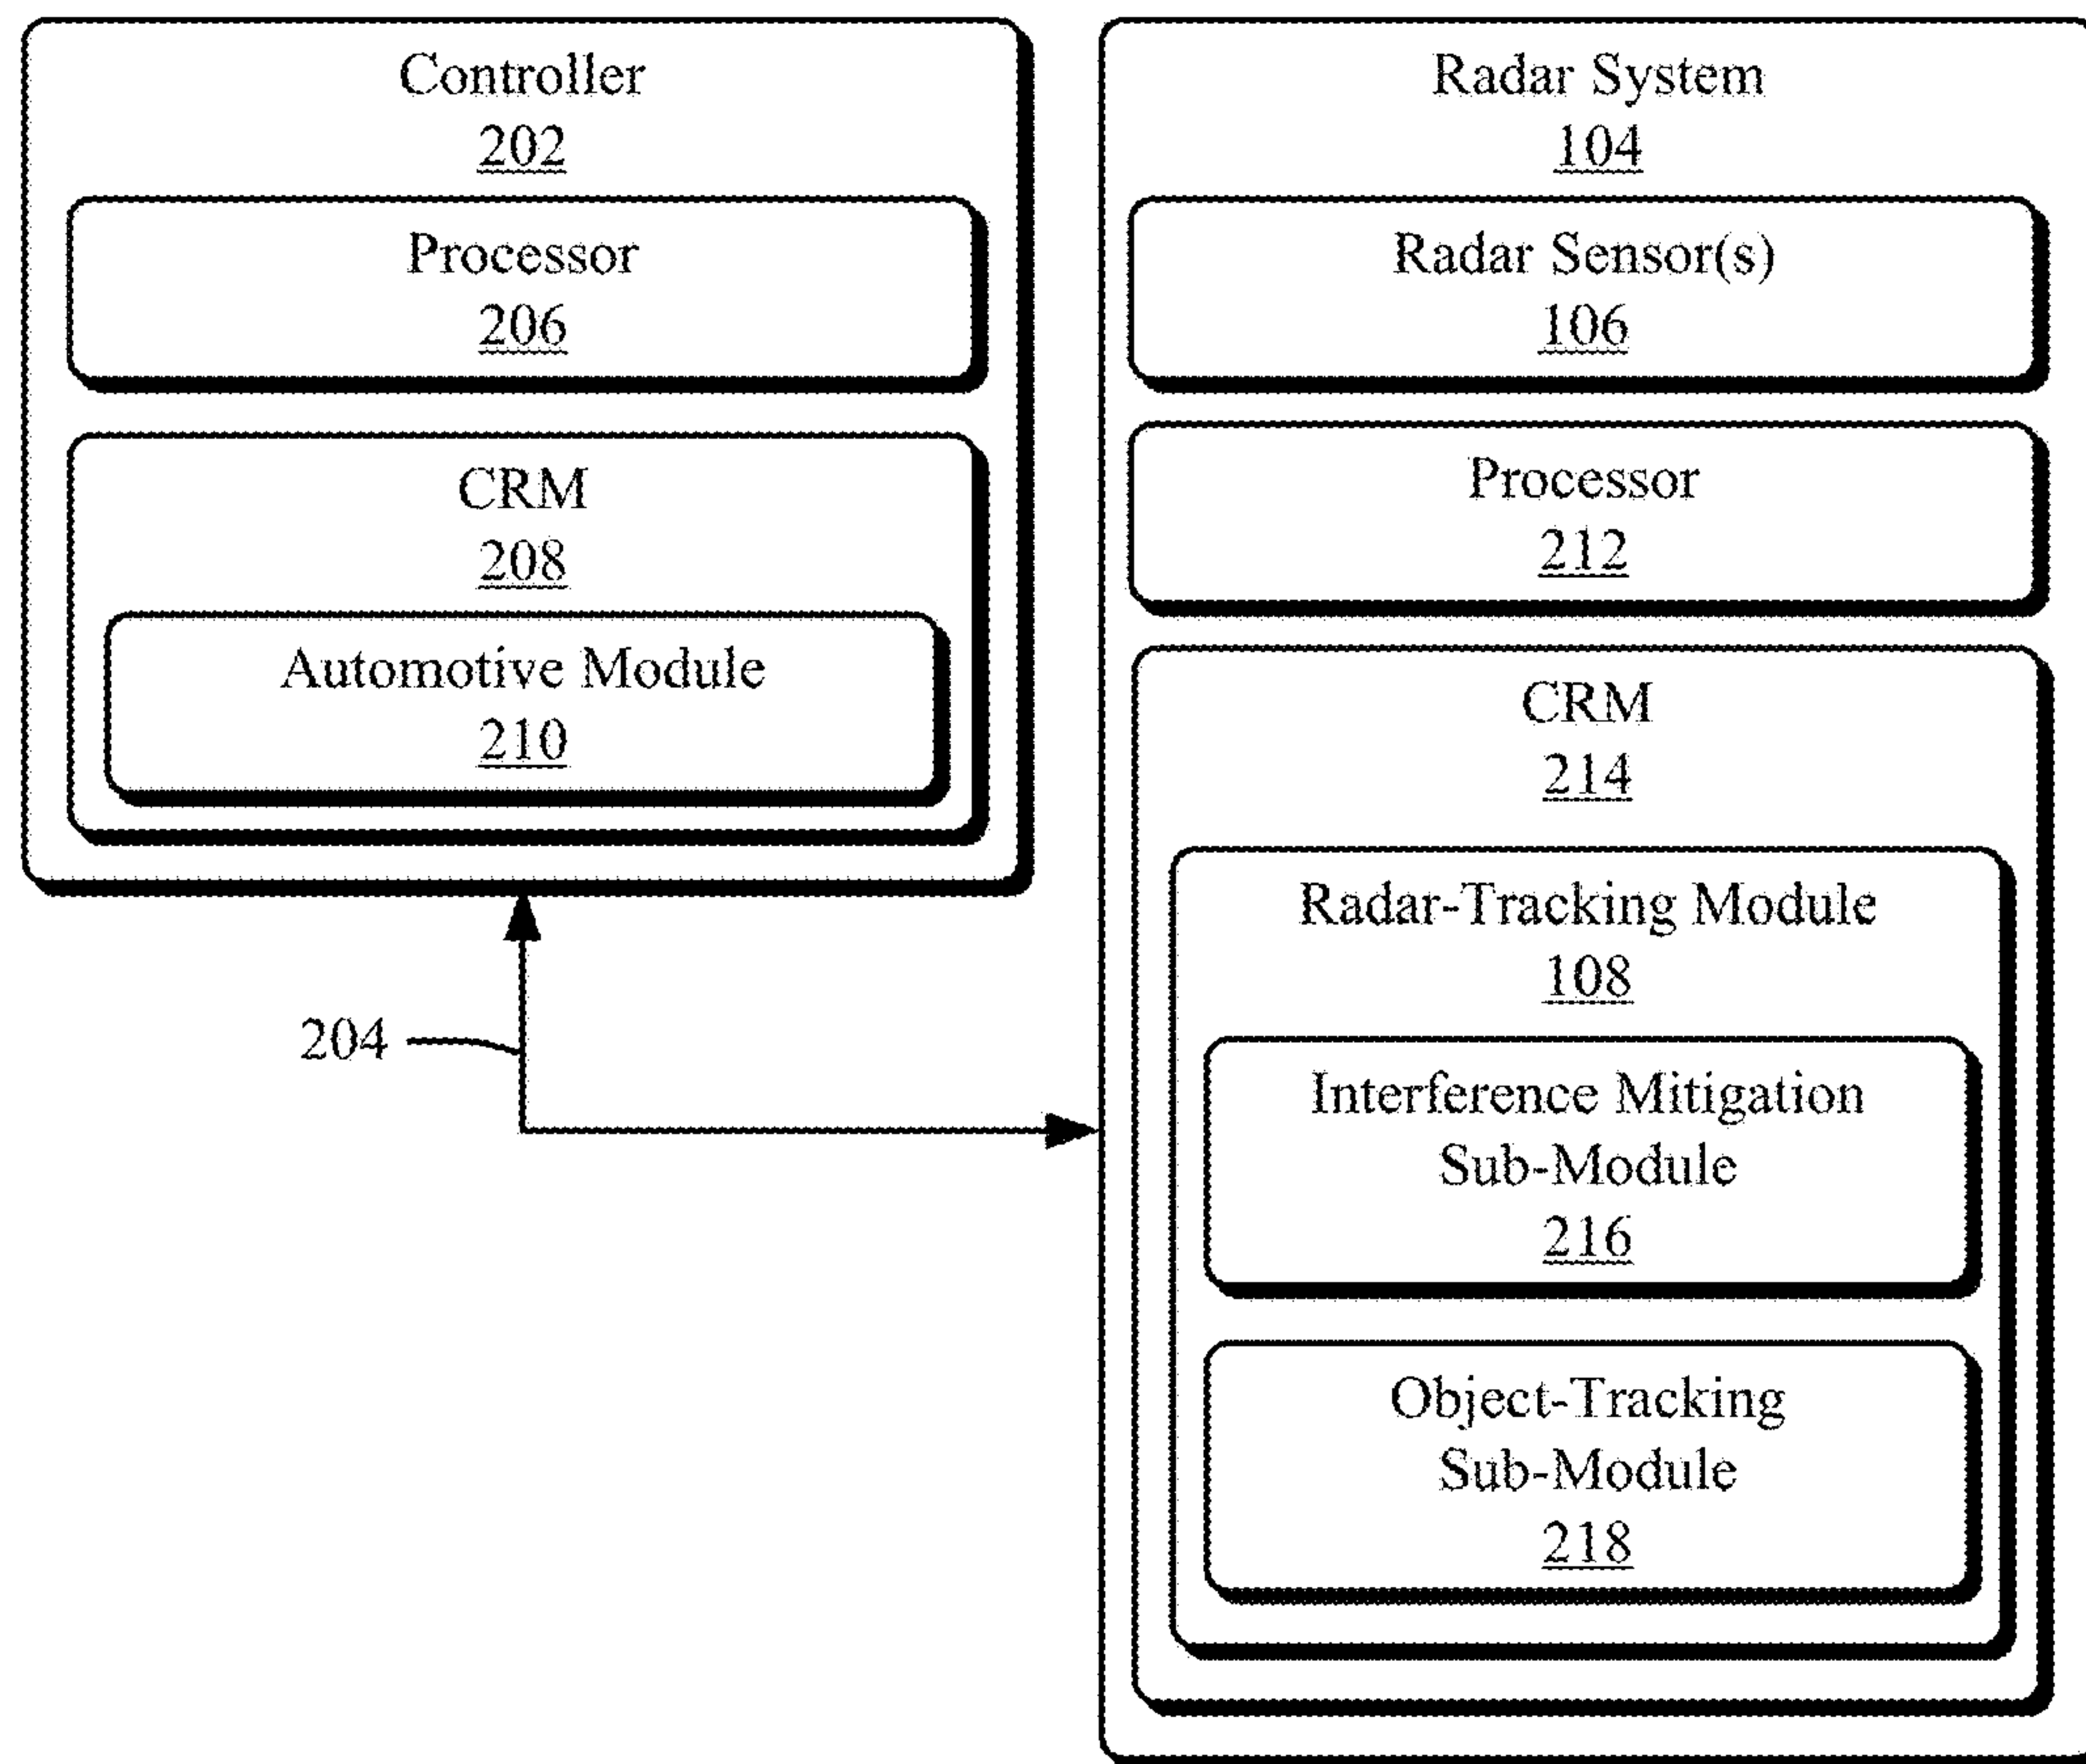 Controller
202
Processor
206
CRM
208
Automotive Module
210
204
Radar System
104
Radar Sensor(s)
106
Processor
212
CRM
214
Radar-Tracking Module
108
Interference Mitigation
Sub-Module
216
Object-Tracking
Sub-Module
218